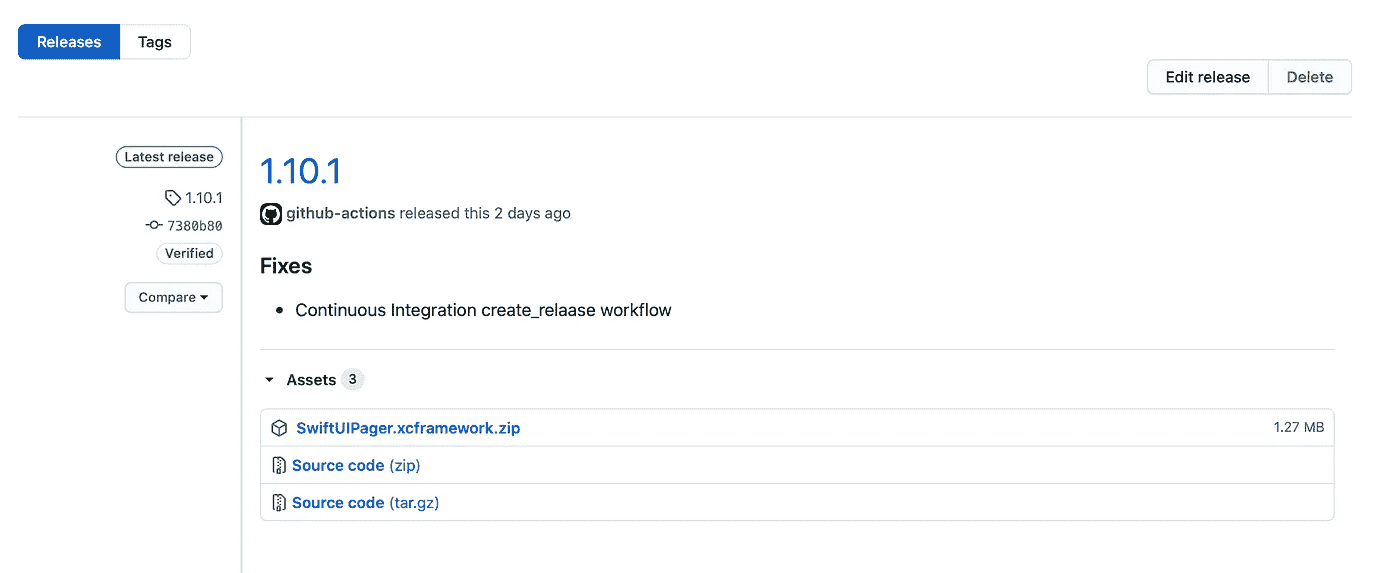 Releases Tags
Edit release Delete
Latest release
1.10.1
7380b80
Verified
Compare
1.10.1
github-actions released this 2 days ago
Fixes
• Continuous Integration create_relaase workflow
Assets 3
SwiftUIPager.xcframework.zip 1.27 MB
Source code (zip)
Source code (tar.gz)